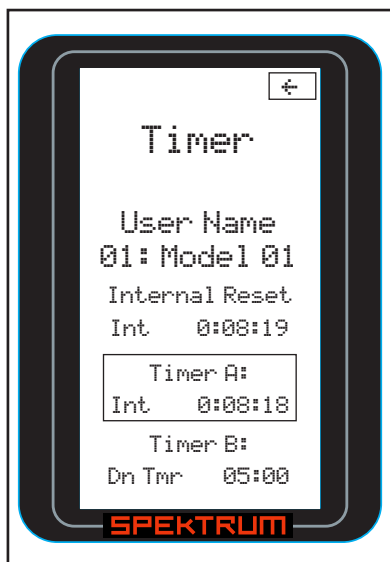 ←
Timer
User Name
01: Model 01
Internal Reset
Int 0:08:19
Timer A:
Int 0:08:18
Timer B:
Dn Tmr 05:00
SPEKTRUM